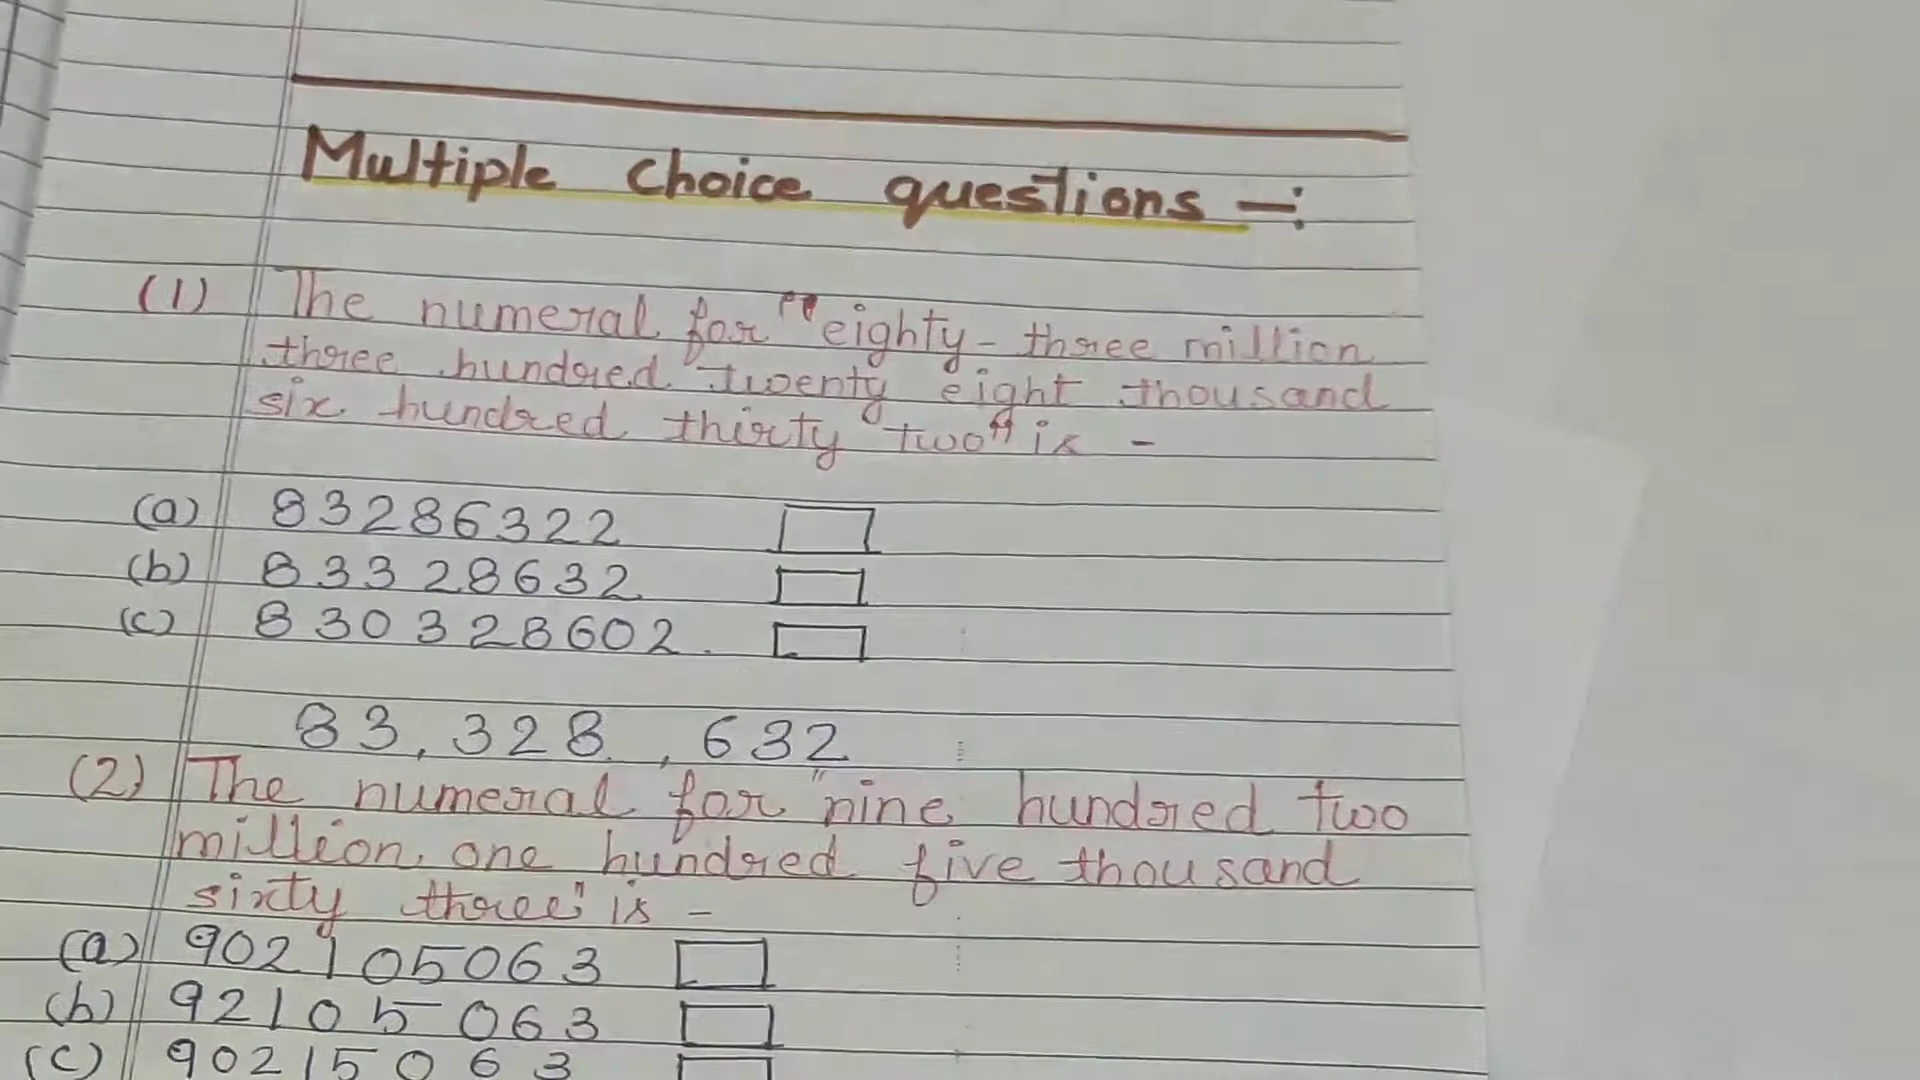 Multiple choice questions -:
(1) The numeral for "eighty-three million
three hundred twenty eight thousand
six hundred thirty two" is -
(a) 83286322
(b) 83328632
(c) 830328602.
83,328,632
(2) The numeral for "nine hundred two
million, one hundred five thousand
sixty three" is -
(a) 902105063
(b) 92105063
(c) 90215063